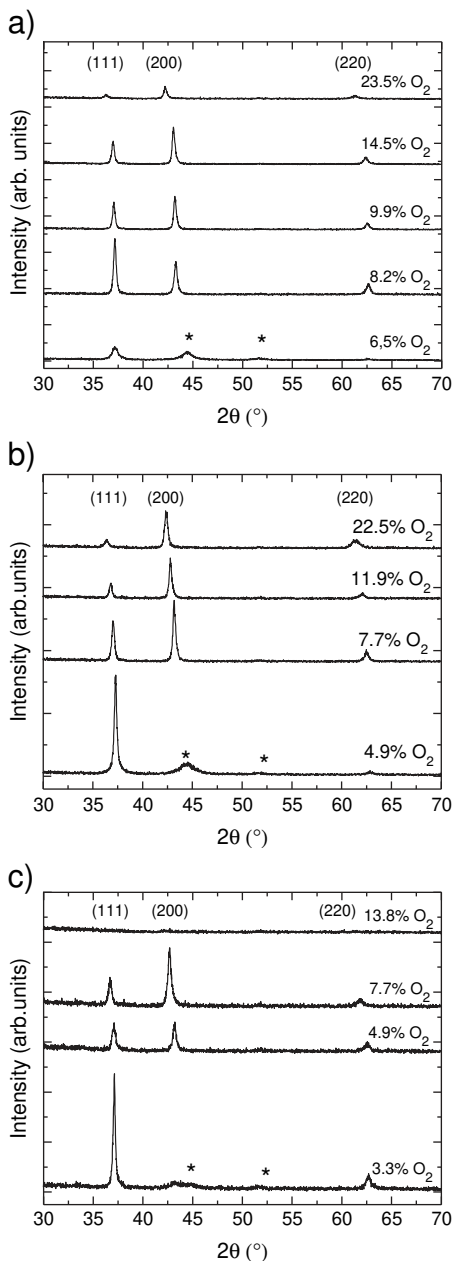 a)
(111) (200) (220)
23.5% O2
14.5% O2
9.9% O2
8.2% O2
* *
6,5% O2
Intensity (arb. units)
30 35 40 45 50 55 60 65 70
2θ (°)
b)
(111) (200) (220)
22.5% O2
11.9% O2
7.7% O2
* *
4.9% O2
Intensity (arb.units)
30 35 40 45 50 55 60 65 70
2θ (°)
c)
(111) (200) (220)
13.8% O2
7.7% O2
4.9% O2
* *
3.3% O2
Intensity (arb.units)
30 35 40 45 50 55 60 65 70
2θ (°)